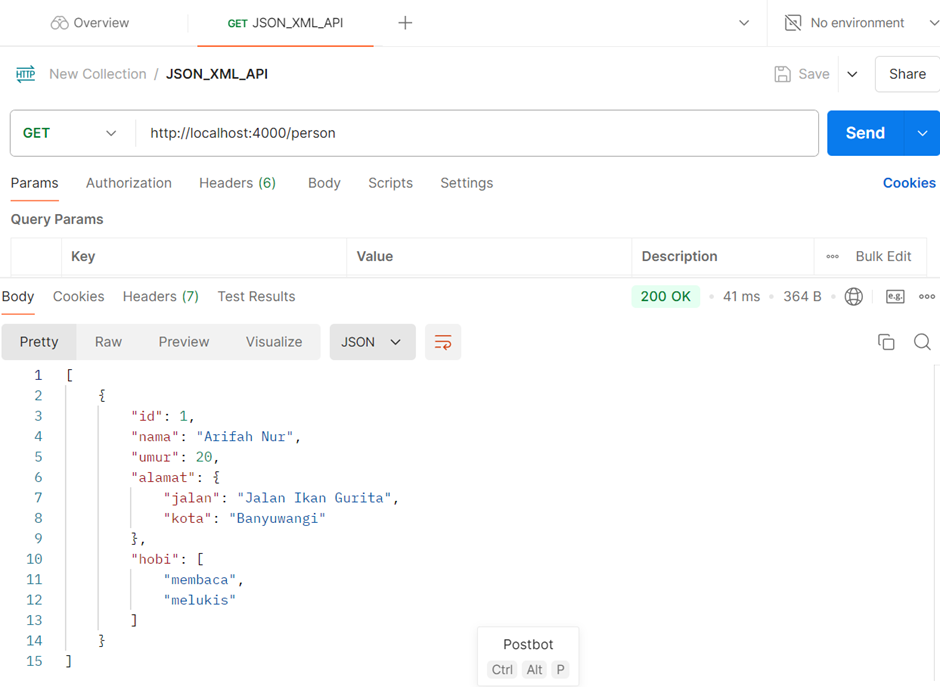 Overview GET JSON_XML_API No environment
HTTP New Collection / JSON_XML_API Save Share
GET http://localhost:4000/person Send
Params Authorization Headers (6) Body Scripts Settings Cookies
Query Params
Key Value Description Bulk Edit
Body Cookies Headers (7) Test Results 200 OK 41 ms 364 B e.g.
Pretty Raw Preview Visualize JSON
1 [
2 {
3 "id": 1,
4 "nama": "Arifah Nur",
5 "umur": 20,
6 "alamat": {
7 "jalan": "Jalan Ikan Gurita",
8 "kota": "Banyuwangi"
9 },
10 "hobi": [
11 "membaca",
12 "melukis"
13 ]
14 }
15 ]
Postbot
Ctrl Alt P